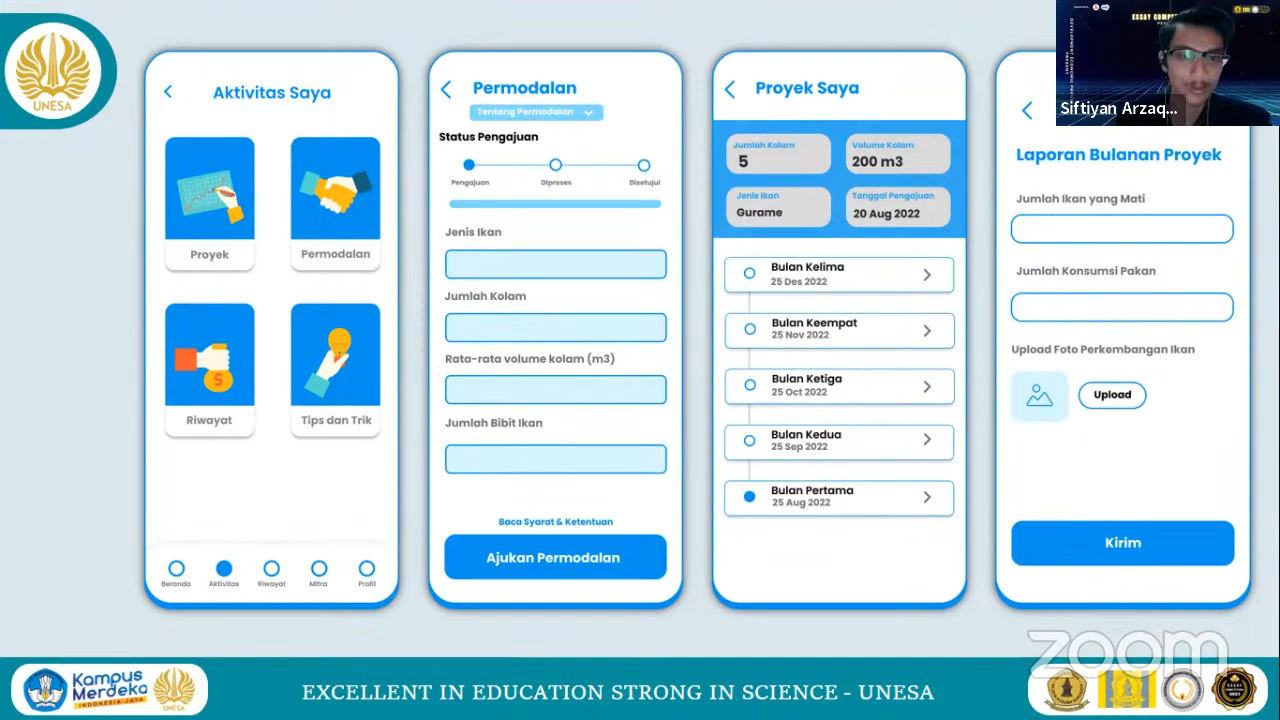 UNESA
Aktivitas Saya
Proyek
Permodalan
Riwayat
Tips dan Trik
Beranda
Aktivitas
Riwayat
Mitra
Profil
Permodalan
Tentang Permodalan
Status Pengajuan
Pengajuan
Diproses
Disetujui
Jenis Ikan
Jumlah Kolam
Rata-rata volume kolam (m3)
Jumlah Bibit Ikan
Baca Syarat & Ketentuan
Ajukan Permodalan
Proyek Saya
Jumlah Kolam
5
Volume Kolam
200 m3
Jenis Ikan
Gurame
Tanggal Pengajuan
20 Aug 2022
Bulan Kelima
25 Des 2022
Bulan Keempat
25 Nov 2022
Bulan Ketiga
25 Oct 2022
Bulan Kedua
25 Sep 2022
Bulan Pertama
25 Aug 2022
Laporan Bulanan Proyek
Jumlah Ikan yang Mati
Jumlah Konsumsi Pakan
Upload Foto Perkembangan Ikan
Upload
Kirim
Siftiyan Arzaq...
zoom
Kampus
Merdeka
INDONESIA JAYA
UNESA
EXCELLENT IN EDUCATION STRONG IN SCIENCE - UNESA